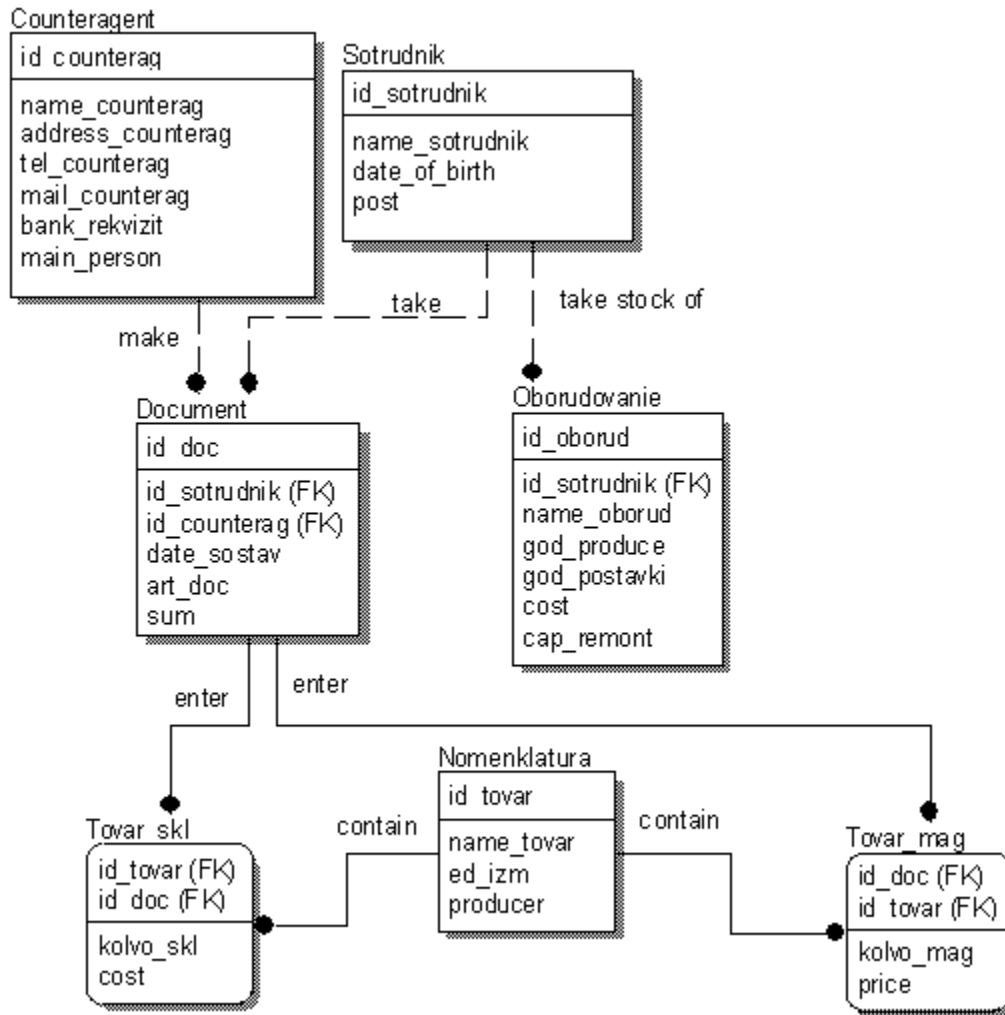 Counteragent
id_counterag
name_counterag
address_counterag
tel_counterag
mail_counterag
bank_rekvizit
main_person
Sotrudnik
id_sotrudnik
name_sotrudnik
date_of_birth
post
make
take
take stock of
Document
id_doc
id_sotrudnik (FK)
id_counterag (FK)
date_sostav
art_doc
sum
Oborudovanie
id_oborud
id_sotrudnik (FK)
name_oborud
god_produce
god_postavki
cost
cap_remont
enter
enter
Nomenklatura
id_tovar
name_tovar
ed_izm
producer
contain
contain
Tovar_skl
id_tovar (FK)
id_doc (FK)
kolvo_skl
cost
Tovar_mag
id_doc (FK)
id_tovar (FK)
kolvo_mag
price